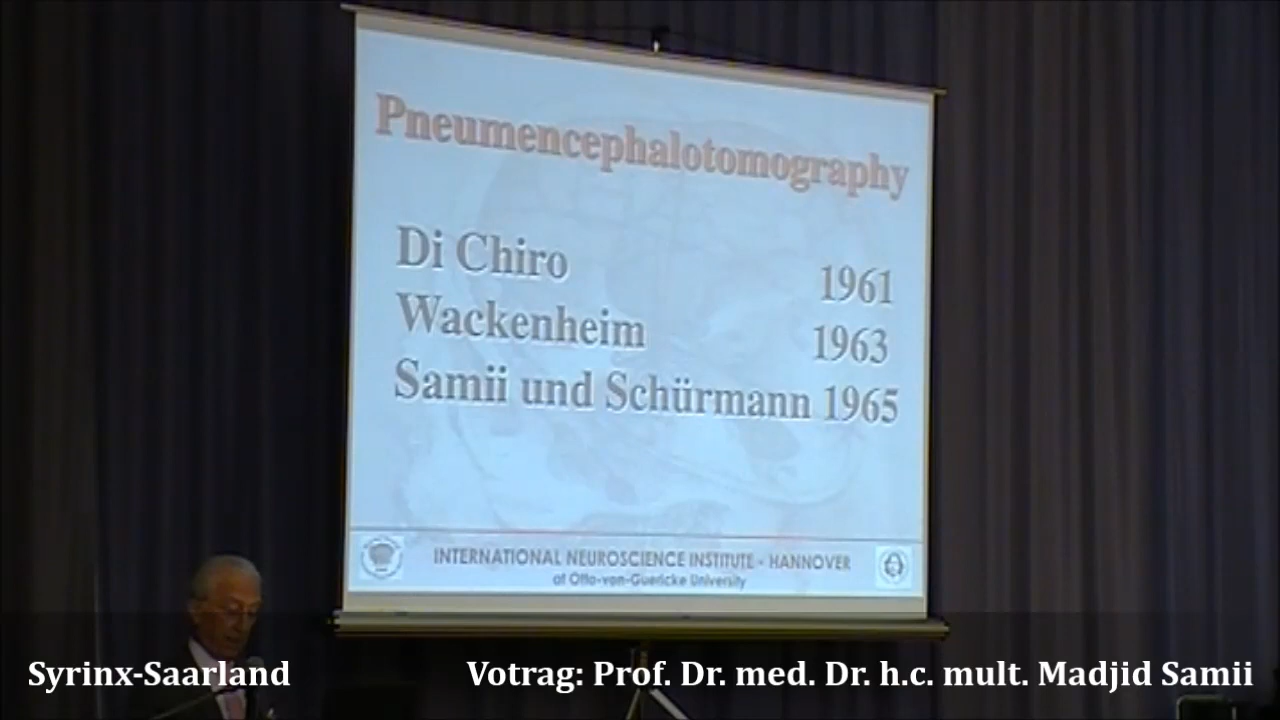 Pneumencephalotomography
Di Chiro 1961
Wackenheim 1963
Samii und Schürmann 1965
INTERNATIONAL NEUROSCIENCE INSTITUTE - HANNOVER
at Otto-von-Guericke University
Syrinx-Saarland
Votrag: Prof. Dr. med. Dr. h.c. mult. Madjid Samii